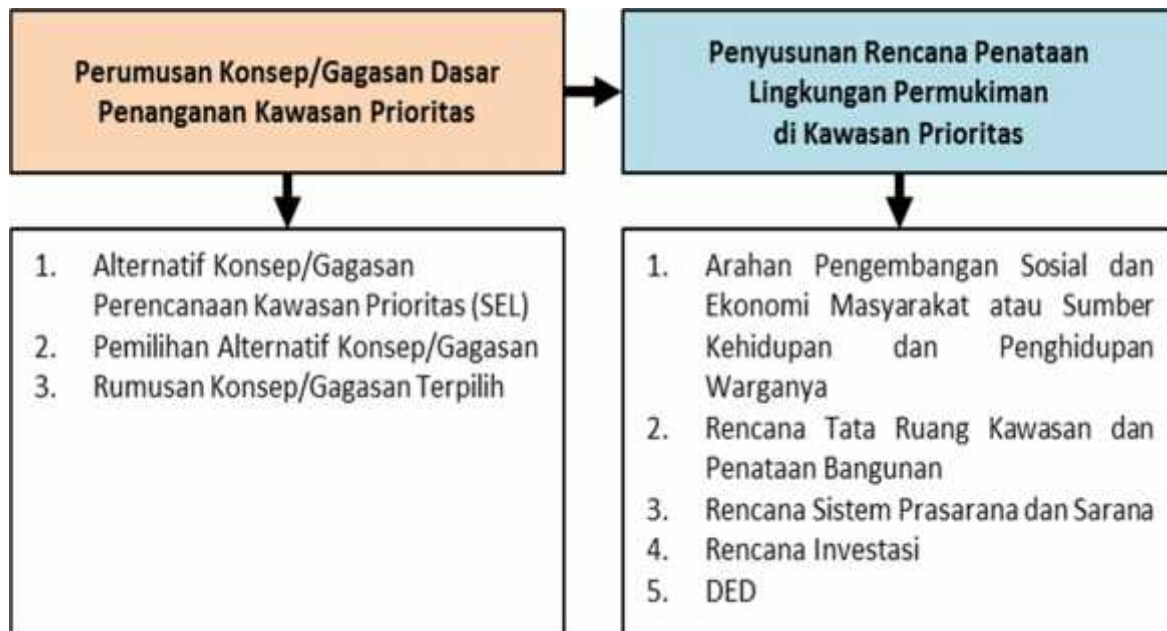 Perumusan Konsep/Gagasan Dasar
Penanganan Kawasan Prioritas
Penyusunan Rencana Penataan
Lingkungan Permukiman
di Kawasan Prioritas
1. Alternatif Konsep/Gagasan
Perencanaan Kawasan Prioritas (SEL)
2. Pemilihan Alternatif Konsep/Gagasan
3. Rumusan Konsep/Gagasan Terpilih
1. Arahan Pengembangan Sosial dan
Ekonomi Masyarakat atau Sumber
Kehidupan dan Penghidupan
Warganya
2. Rencana Tata Ruang Kawasan dan
Penataan Bangunan
3. Rencana Sistem Prasarana dan Sarana
4. Rencana Investasi
5. DED